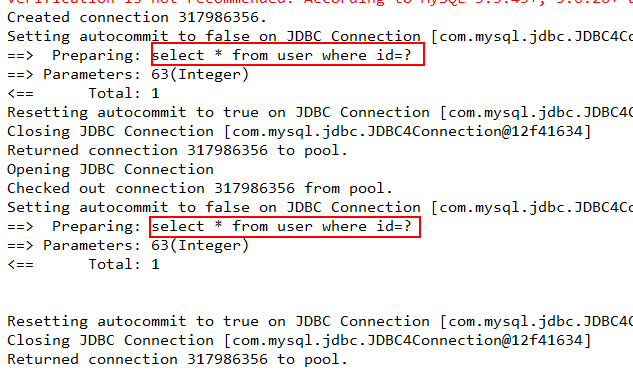 verification is not recommended. According to MySQL 5.5.45+, 5.6.26+
Created connection 317986356.
Setting autocommit to false on JDBC Connection [com.mysql.jdbc.JDBC4Co
==>  Preparing: select * from user where id=?
==> Parameters: 63(Integer)
<==      Total: 1
Resetting autocommit to true on JDBC Connection [com.mysql.jdbc.JDBC4C
Closing JDBC Connection [com.mysql.jdbc.JDBC4Connection@12f41634]
Returned connection 317986356 to pool.
Opening JDBC Connection
Checked out connection 317986356 from pool.
Setting autocommit to false on JDBC Connection [com.mysql.jdbc.JDBC4Co
==>  Preparing: select * from user where id=?
==> Parameters: 63(Integer)
<==      Total: 1
Resetting autocommit to true on JDBC Connection [com.mysql.jdbc.JDBC4C
Closing JDBC Connection [com.mysql.jdbc.JDBC4Connection@12f41634]
Returned connection 317986356 to pool.